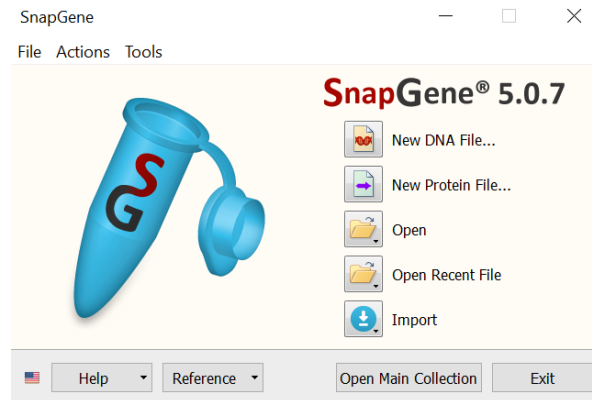 SnapGene
File Actions Tools
SnapGene® 5.0.7
SG
New DNA File...
New Protein File...
Open
Open Recent File
Import
Help Reference Open Main Collection Exit